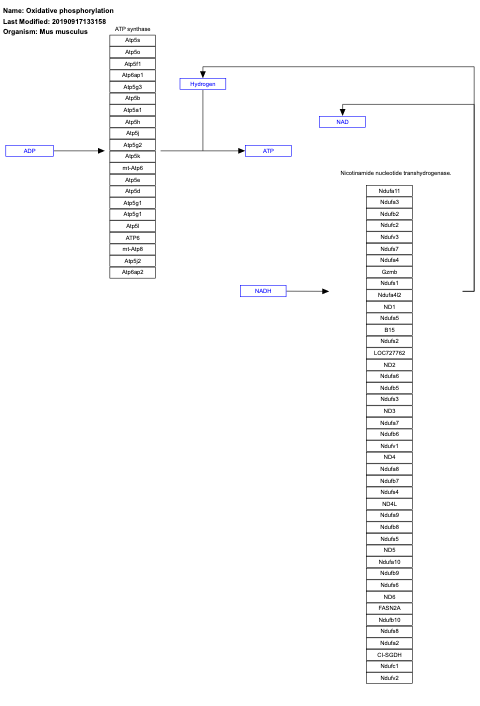 Name: Oxidative phosphorylation
Last Modified: 20190917133158
Organism: Mus musculus
ATP synthase
Atp5s
Atp5o
Atp5f1
Atp6ap1
Atp5g3
Atp5b
Atp5a1
Atp5h
Atp5j
Atp5g2
Atp5k
mt-Atp6
Atp5e
Atp5d
Atp5g1
Atp5g1
Atp5l
ATP6
mt-Atp8
Atp5j2
Atp6ap2
Hydrogen
NAD
ADP
ATP
NADH
Nicotinamide nucleotide transhydrogenase.
Ndufa11
Ndufa3
Ndufb2
Ndufc2
Ndufv3
Ndufs7
Ndufa4
Gzmb
Ndufs1
Ndufa4l2
ND1
Ndufa5
B15
Ndufs2
LOC727762
ND2
Ndufa6
Ndufb5
Ndufs3
ND3
Ndufa7
Ndufb6
Ndufv1
ND4
Ndufa8
Ndufb7
Ndufs4
ND4L
Ndufa9
Ndufb8
Ndufs5
ND5
Ndufa10
Ndufb9
Ndufs6
ND6
FASN2A
Ndufb10
Ndufs8
Ndufa2
CI-SGDH
Ndufc1
Ndufv2